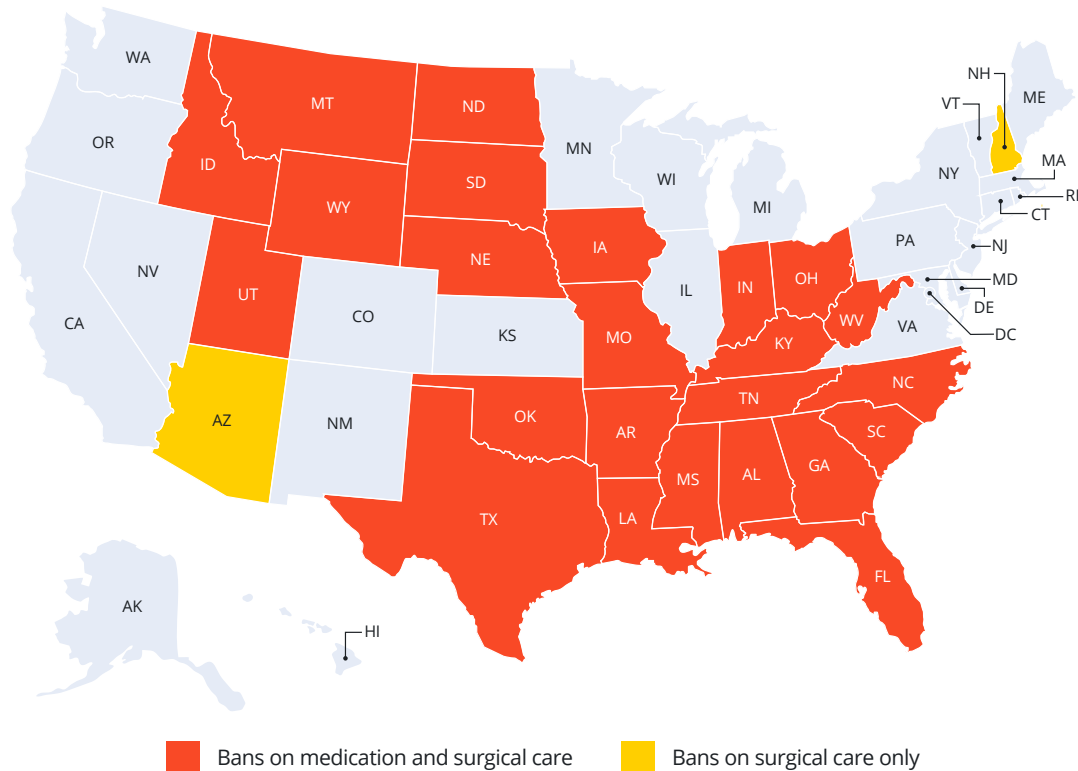 WA
NH
ME
MT
ND
VT
OR
MN
ID
MA
SD
WI
NY
RI
WY
MI
CT
PA
IA
NJ
NE
NV
OH
MD
IN
IL
UT
DE
CO
WV
CA
VA
DC
KS
MO
KY
NC
TN
OK
AZ
NM
AR
SC
GA
MS
AL
TX
LA
FL
AK
HI
Bans on medication and surgical care
Bans on surgical care only